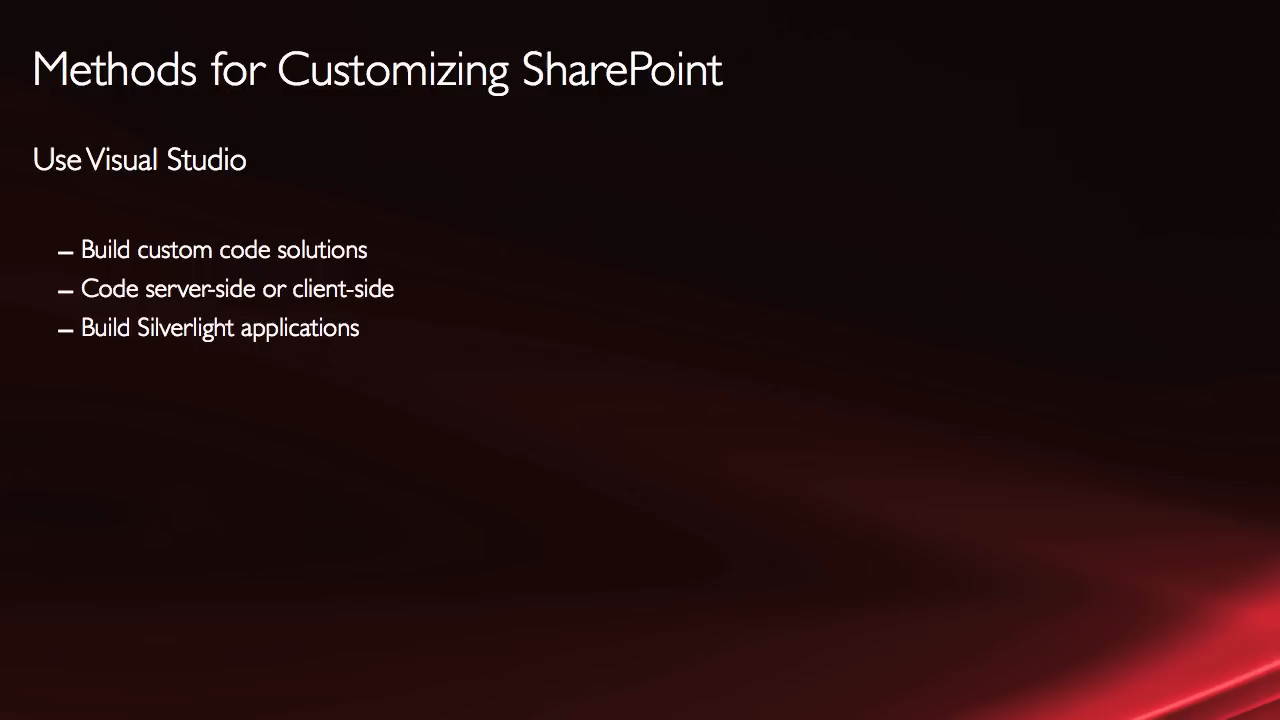 Methods for Customizing SharePoint
Use Visual Studio
– Build custom code solutions
– Code server-side or client-side
– Build Silverlight applications